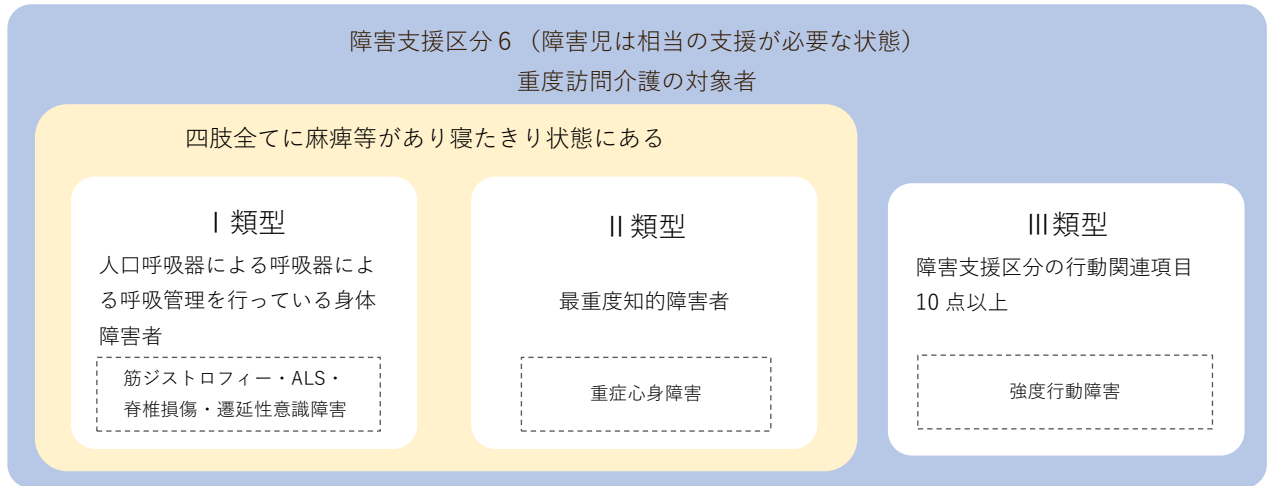 障害支援区分6（障害児は相当の支援が必要な状態）
重度訪問介護の対象者
四肢全てに麻痺等があり寝たきり状態にある
Ⅰ類型
人口呼吸器による呼吸器によ
る呼吸管理を行っている身体
障害者
筋ジストロフィー・ALS・
脊椎損傷・遷延性意識障害
Ⅱ類型
最重度知的障害者
重症心身障害
Ⅲ類型
障害支援区分の行動関連項目
10 点以上
強度行動障害